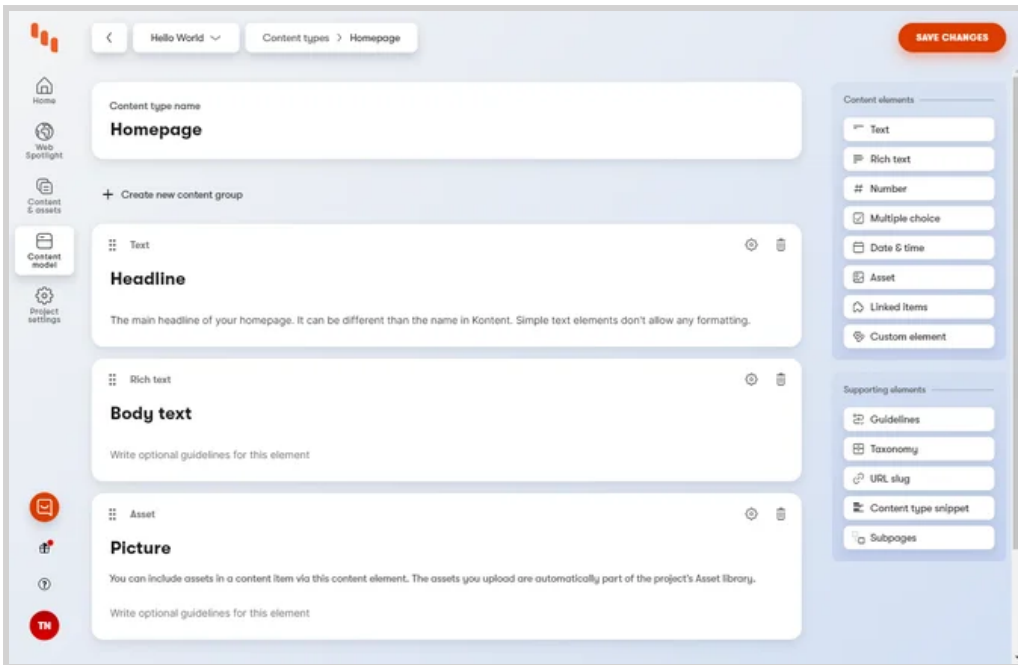 Hello World
Content types > Homepage
SAVE CHANGES
Home
Web
Spotlight
Content
& assets
Content
model
Project
settings
TN
Content type name
Homepage
+ Create new content group
Text
Headline
The main headline of your homepage. It can be different than the name in Kontent. Simple text elements don't allow any formatting.
Rich text
Body text
Write optional guidelines for this element
Asset
Picture
You can include assets in a content item via this content element. The assets you upload are automatically part of the project's Asset library.
Write optional guidelines for this element
Content elements
Text
Rich text
# Number
Multiple choice
Date & time
Asset
Linked items
Custom element
Supporting elements
Guidelines
Taxonomy
URL slug
Content type snippet
Subpages